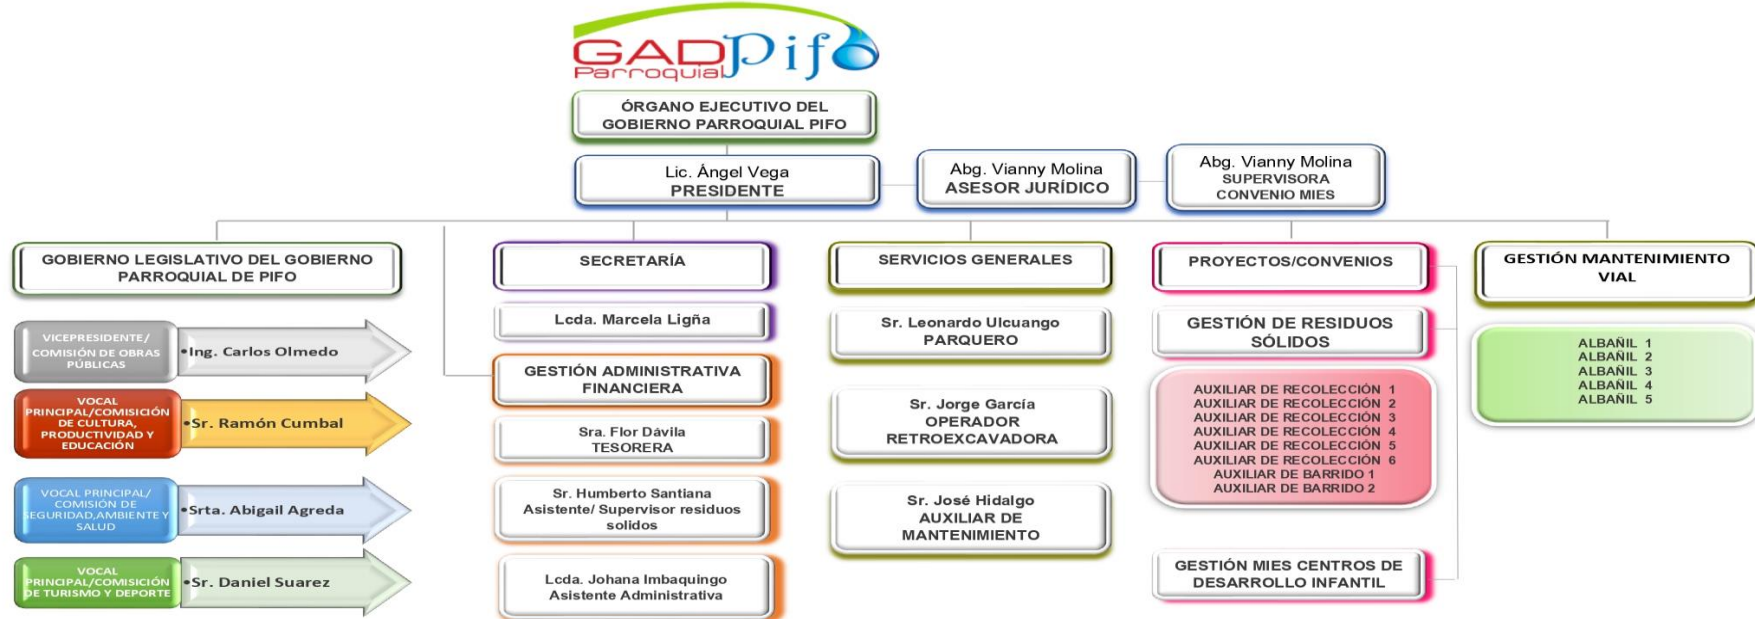 GAD Pifo
Parroquial
ÓRGANO EJECUTIVO DEL
GOBIERNO PARROQUIAL PIFO
Lic. Ángel Vega
PRESIDENTE
Abg. Vianny Molina
ASESOR JURÍDICO
Abg. Vianny Molina
SUPERVISORA
CONVENIO MIES
GOBIERNO LEGISLATIVO DEL GOBIERNO
PARROQUIAL DE PIFO
VICEPRESIDENTE/
COMISIÓN DE OBRAS
PÚBLICAS
•Ing. Carlos Olmedo
VOCAL
PRINCIPAL/COMISICIÓN
DE CULTURA,
PRODUCTIVIDAD Y
EDUCACIÓN
•Sr. Ramón Cumbal
VOCAL PRINCIPAL/
COMISIÓN DE
SEGURIDAD,AMBIENTE Y
SALUD
•Srta. Abigail Agreda
VOCAL
PRINCIPAL/COMISICIÓN
DE TURISMO Y DEPORTE
•Sr. Daniel Suarez
SECRETARÍA
Lcda. Marcela Ligña
GESTIÓN ADMINISTRATIVA
FINANCIERA
Sra. Flor Dávila
TESORERA
Sr. Humberto Santiana
Asistente/ Supervisor residuos
solidos
Lcda. Johana Imbaquingo
Asistente Administrativa
SERVICIOS GENERALES
Sr. Leonardo Ulcuango
PARQUERO
Sr. Jorge García
OPERADOR
RETROEXCAVADORA
Sr. José Hidalgo
AUXILIAR DE
MANTENIMIENTO
PROYECTOS/CONVENIOS
GESTIÓN DE RESIDUOS
SÓLIDOS
AUXILIAR DE RECOLECCIÓN 1
AUXILIAR DE RECOLECCIÓN 2
AUXILIAR DE RECOLECCIÓN 3
AUXILIAR DE RECOLECCIÓN 4
AUXILIAR DE RECOLECCIÓN 5
AUXILIAR DE RECOLECCIÓN 6
AUXILIAR DE BARRIDO 1
AUXILIAR DE BARRIDO 2
GESTIÓN MIES CENTROS DE
DESARROLLO INFANTIL
GESTIÓN MANTENIMIENTO
VIAL
ALBAÑIL 1
ALBAÑIL 2
ALBAÑIL 3
ALBAÑIL 4
ALBAÑIL 5